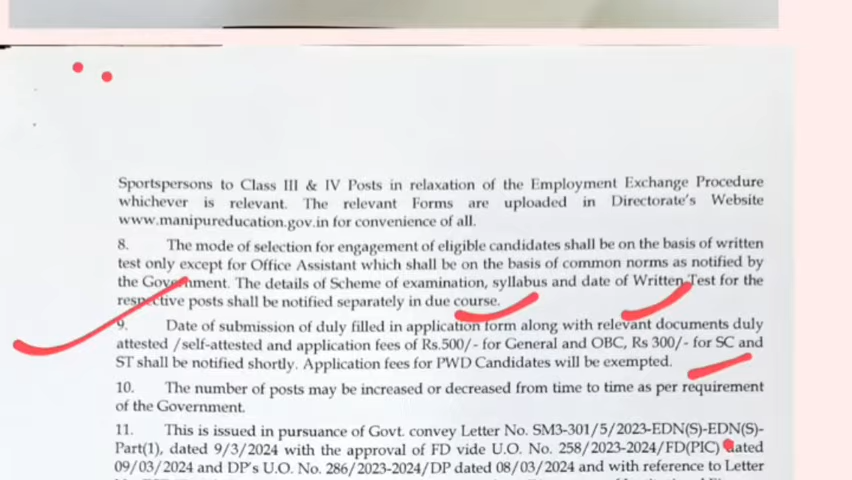 Sportspersons to Class III & IV Posts in relaxation of the Employment Exchange Procedure
whichever is relevant. The relevant Forms are uploaded in Directorate's Website
www.manipureducation.gov.in for convenience of all.
8. The mode of selection for engagement of eligible candidates shall be on the basis of written
test only except for Office Assistant which shall be on the basis of common norms as notified by
the Government. The details of Scheme of examination, syllabus and date of Written Test for the
respective posts shall be notified separately in due course.
9. Date of submission of duly filled in application form along with relevant documents duly
attested /self-attested and application fees of Rs.500/- for General and OBC, Rs 300/- for SC and
ST shall be notified shortly. Application fees for PWD Candidates will be exempted.
10. The number of posts may be increased or decreased from time to time as per requirement
of the Government.
11. This is issued in pursuance of Govt. convey Letter No. SM3-301/5/2023-EDN(S)-EDN(S)-
Part(1), dated 9/3/2024 with the approval of FD vide U.O. No. 258/2023-2024/FD(PIC) dated
09/03/2024 and DP's U.O. No. 286/2023-2024/DP dated 08/03/2024 and with reference to Letter